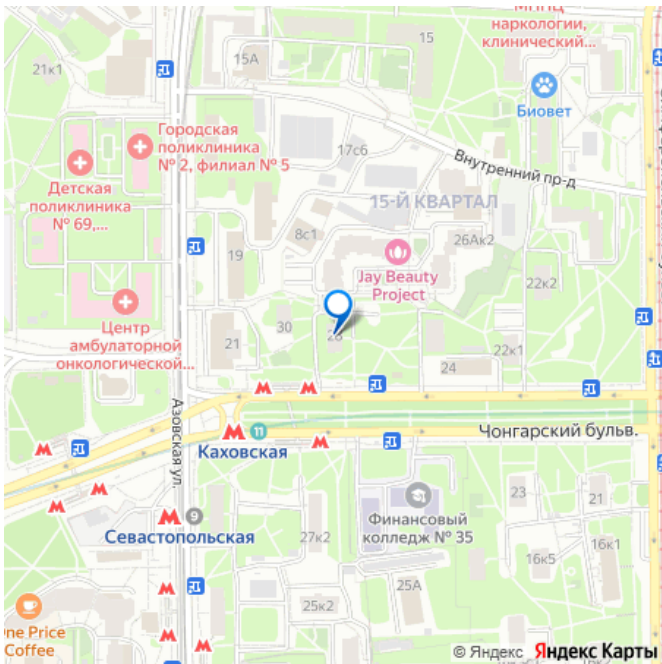 МНПЦ
наркологии,
клинический...
15
21к1
15А
Биовет
Городская
поликлиника
№ 2, филиал № 5
17с6
Внутренний пр-д
Детская
поликлиника
№ 69,...
15-Й КВАРТАЛ
8с1
19
26Ак2
Jay Beauty
Project
22к2
30
28
Центр
амбулаторной
онкологической...
21
22к1
24
Азовская ул.
11
Каховская
Чонгарский бульв.
9
Севастопольская
Финансовый
колледж № 35
23
21
27к2
16к5
16к1
25А
25к2
One Price
Coffee
© Яндекс Яндекс Карты